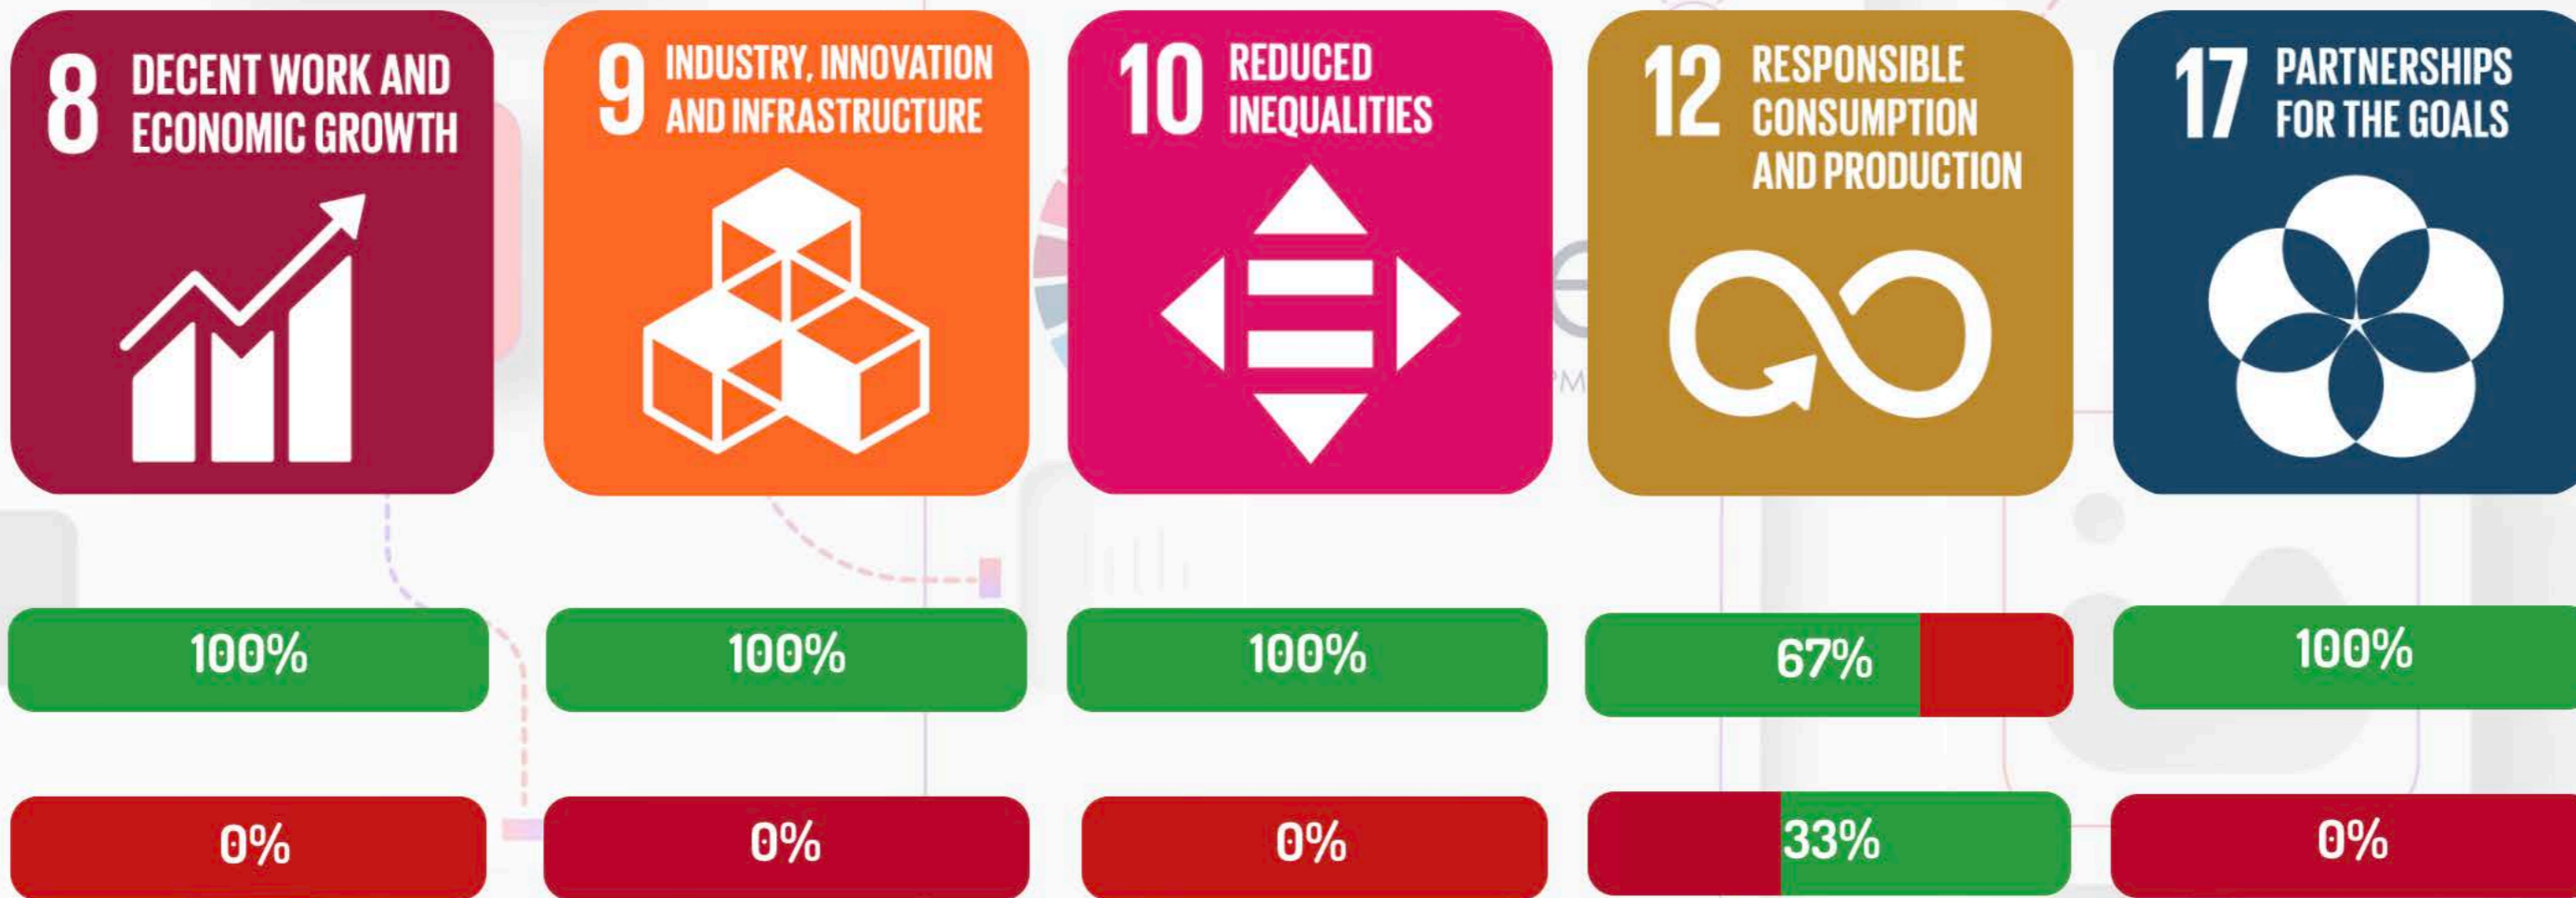 8 DECENT WORK AND
ECONOMIC GROWTH
9 INDUSTRY, INNOVATION
AND INFRASTRUCTURE
10 REDUCED
INEQUALITIES
12 RESPONSIBLE
CONSUMPTION
AND PRODUCTION
17 PARTNERSHIPS
FOR THE GOALS
100%
100%
100%
67%
100%
0%
0%
0%
33%
0%